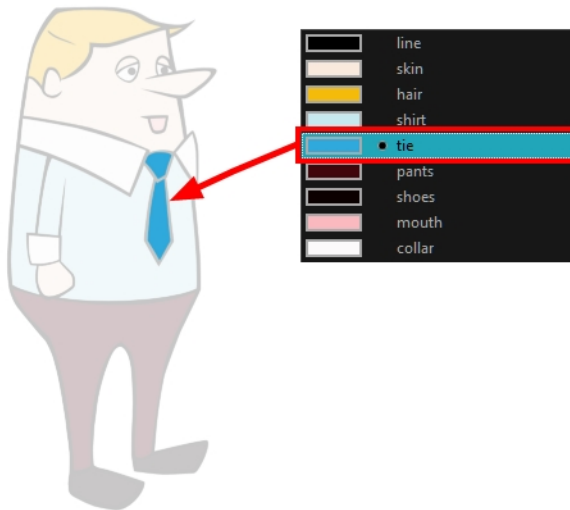 line
skin
hair
shirt
tie
pants
shoes
mouth
collar